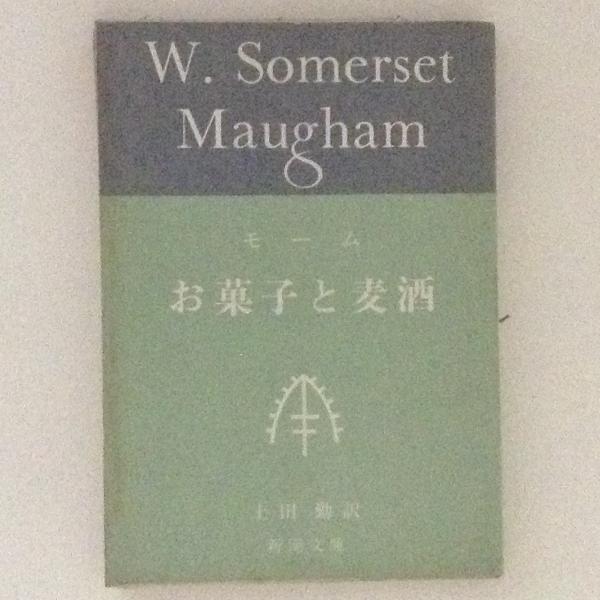 W. Somerset
Maugham
モーム
お菓子と麦酒
上田 勤 訳
新潮文庫